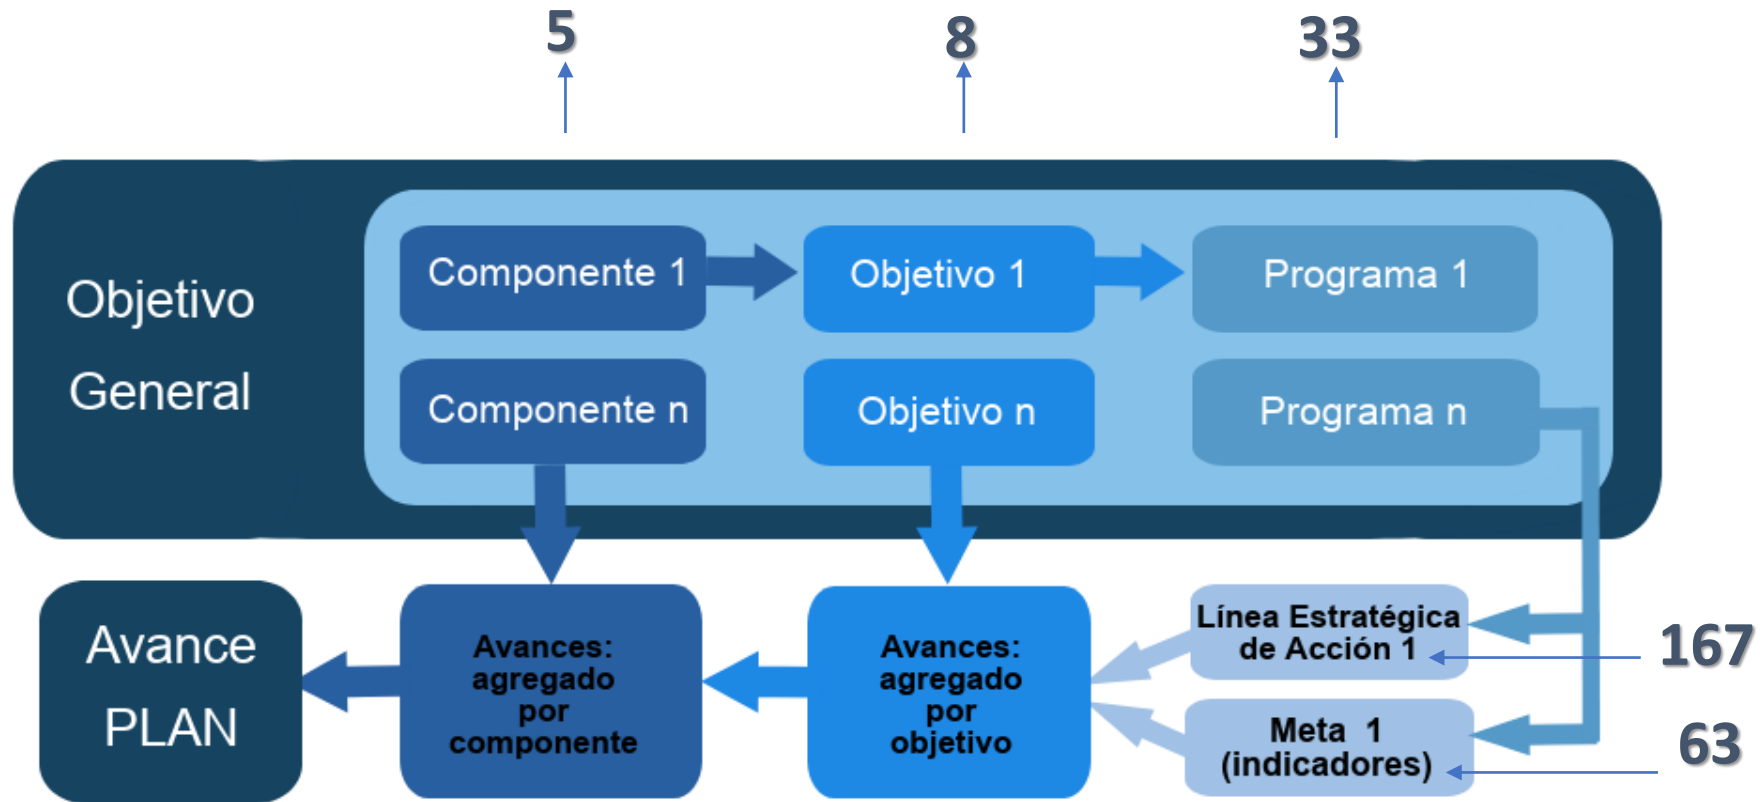 5
8
33
Objetivo
General
Componente 1
Objetivo 1
Programa 1
Componente n
Objetivo n
Programa n
Avance
PLAN
Avances:
agregado
por
componente
Avances:
agregado
por
objetivo
Línea Estratégica
de Acción 1
167
Meta 1
(indicadores)
63